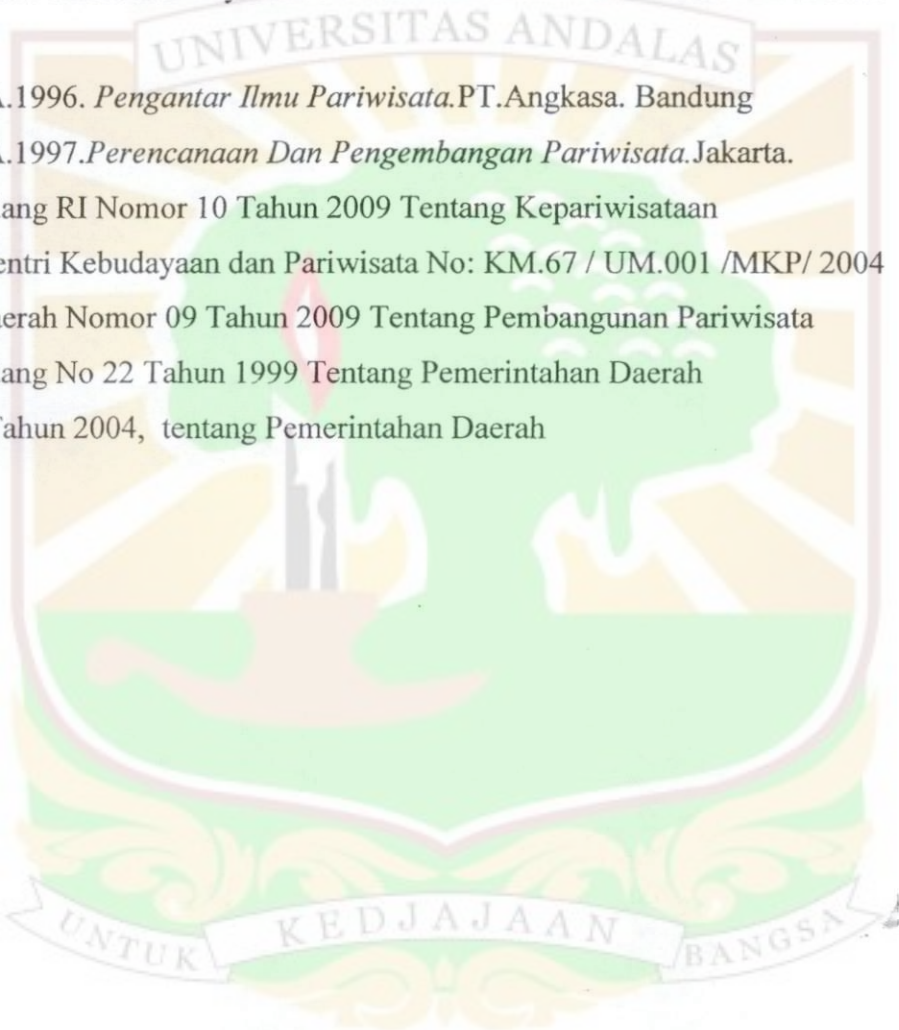 UNIVERSITAS ANDALAS
A.1996. Pengantar Ilmu Pariwisata.PT.Angkasa. Bandung
A.1997.Perencanaan Dan Pengembangan Pariwisata.Jakarta.
ang RI Nomor 10 Tahun 2009 Tentang Kepariwisataan
entri Kebudayaan dan Pariwisata No: KM.67 / UM.001 /MKP/ 2004
erah Nomor 09 Tahun 2009 Tentang Pembangunan Pariwisata
ang No 22 Tahun 1999 Tentang Pemerintahan Daerah
Tahun 2004, tentang Pemerintahan Daerah
UNTUK KEDJAJAAN BANGSA